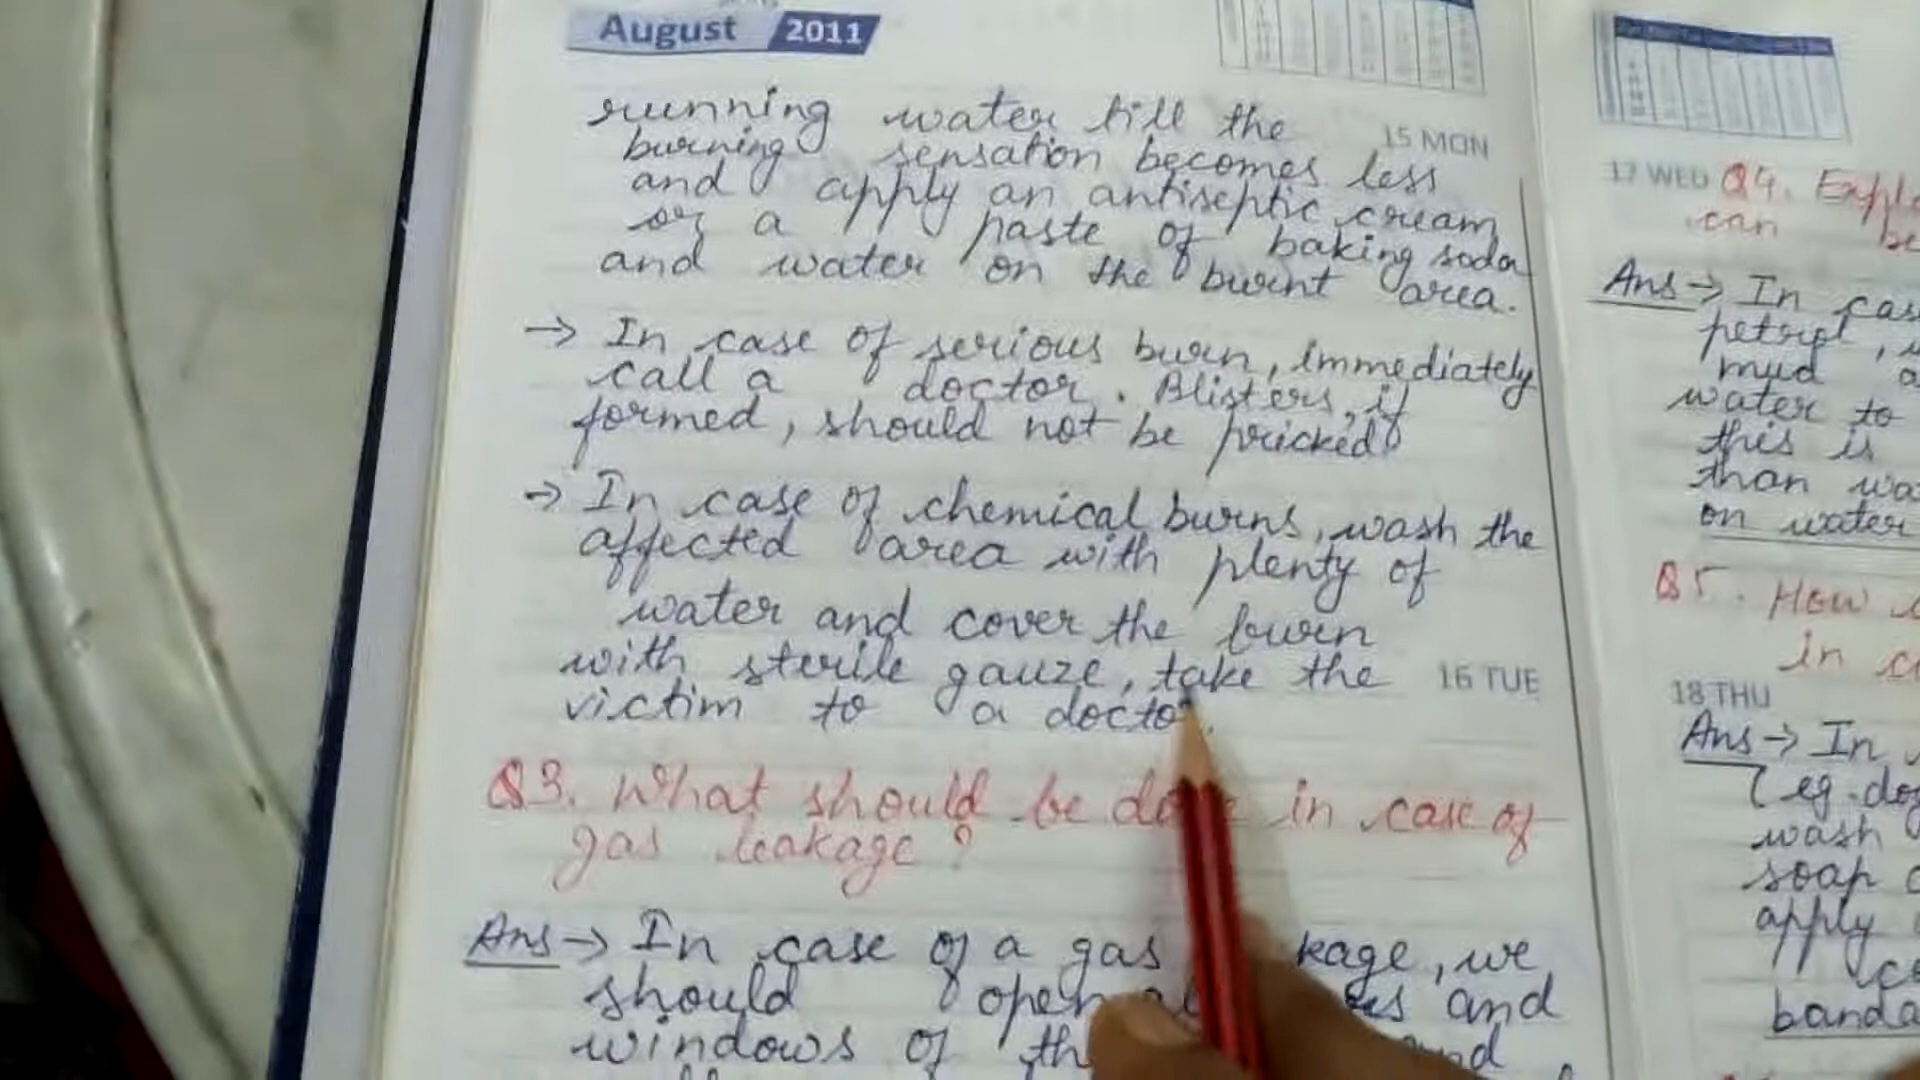 August 2011
15 MON
running water till the
burning sensation becomes less
and apply an antiseptic cream
or a paste of baking soda
and water on the burnt area.
→ In case of serious burn, immediately
call a doctor. Blisters, if
formed, should not be pricked
→ In case of chemical burns, wash the
affected area with plenty of
water and cover the burn
with sterile gauze, take the
16 TUE
victim to a doctor.
Q3. What should be done in case of
gas leakage?
Ans → In case of a gas kage, we
should open and
windows of
17 WED Q4.
can
Ans → In
petrol,
mud
water to
this is
than
on water
Q5. How
in
18 THU
Ans → In
(eg.
wash
soap
apply